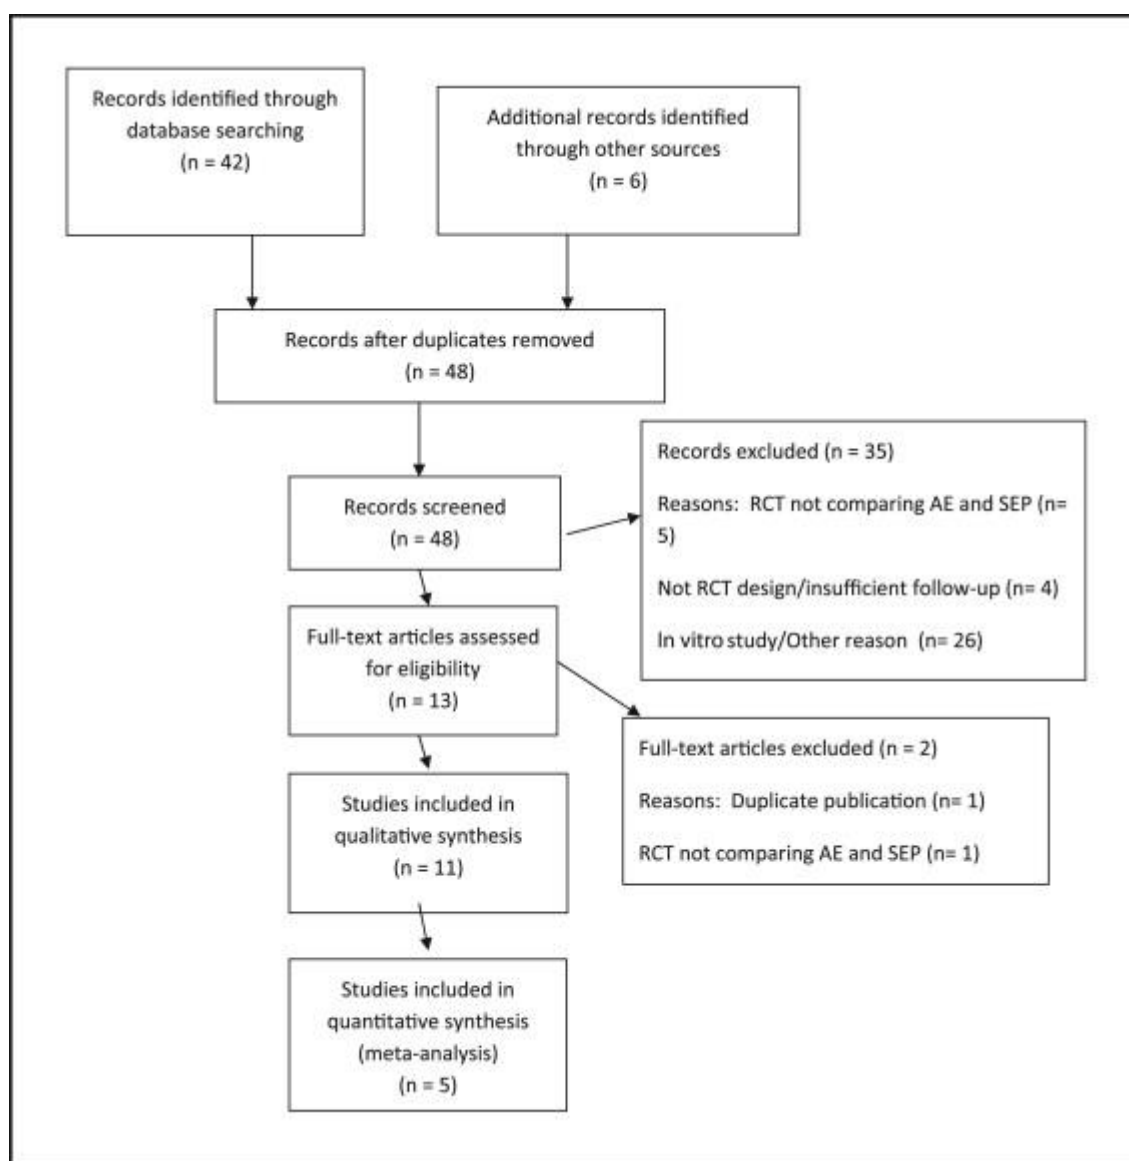 Records identified through
database searching
(n = 42)
Additional records identified
through other sources
(n = 6)
Records after duplicates removed
(n = 48)
Records screened
(n = 48)
Records excluded (n = 35)
Reasons:  RCT not comparing AE and SEP (n=
5)
Not RCT design/insufficient follow-up (n= 4)
In vitro study/Other reason  (n= 26)
Full-text articles assessed
for eligibility
(n = 13)
Full-text articles excluded (n = 2)
Reasons:  Duplicate publication (n= 1)
RCT not comparing AE and SEP (n= 1)
Studies included in
qualitative synthesis
(n = 11)
Studies included in
quantitative synthesis
(meta-analysis)
(n = 5)